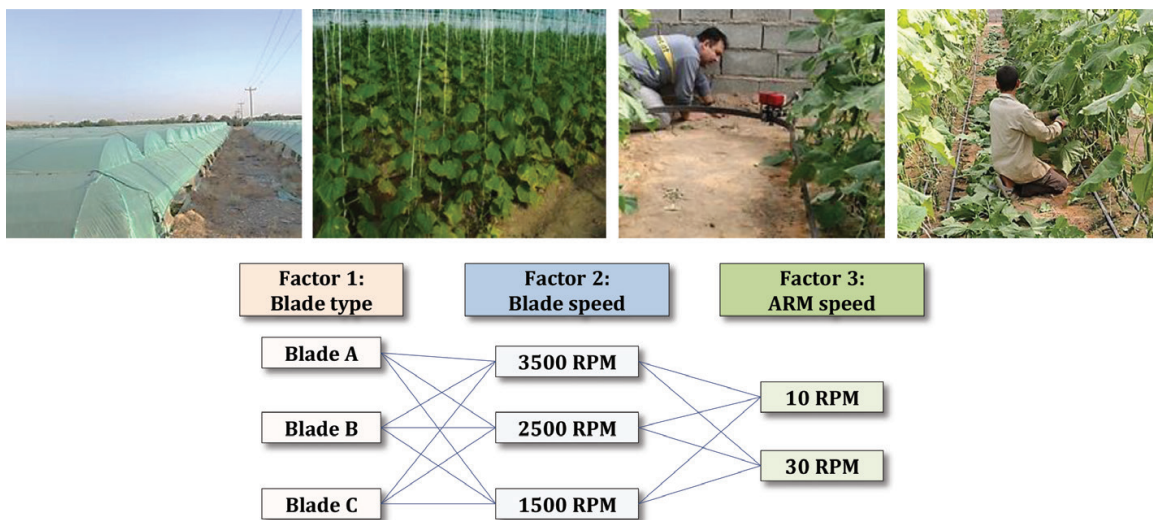 Factor 1:
Blade type
Factor 2:
Blade speed
Factor 3:
ARM speed
Blade A
3500 RPM
10 RPM
Blade B
2500 RPM
30 RPM
Blade C
1500 RPM